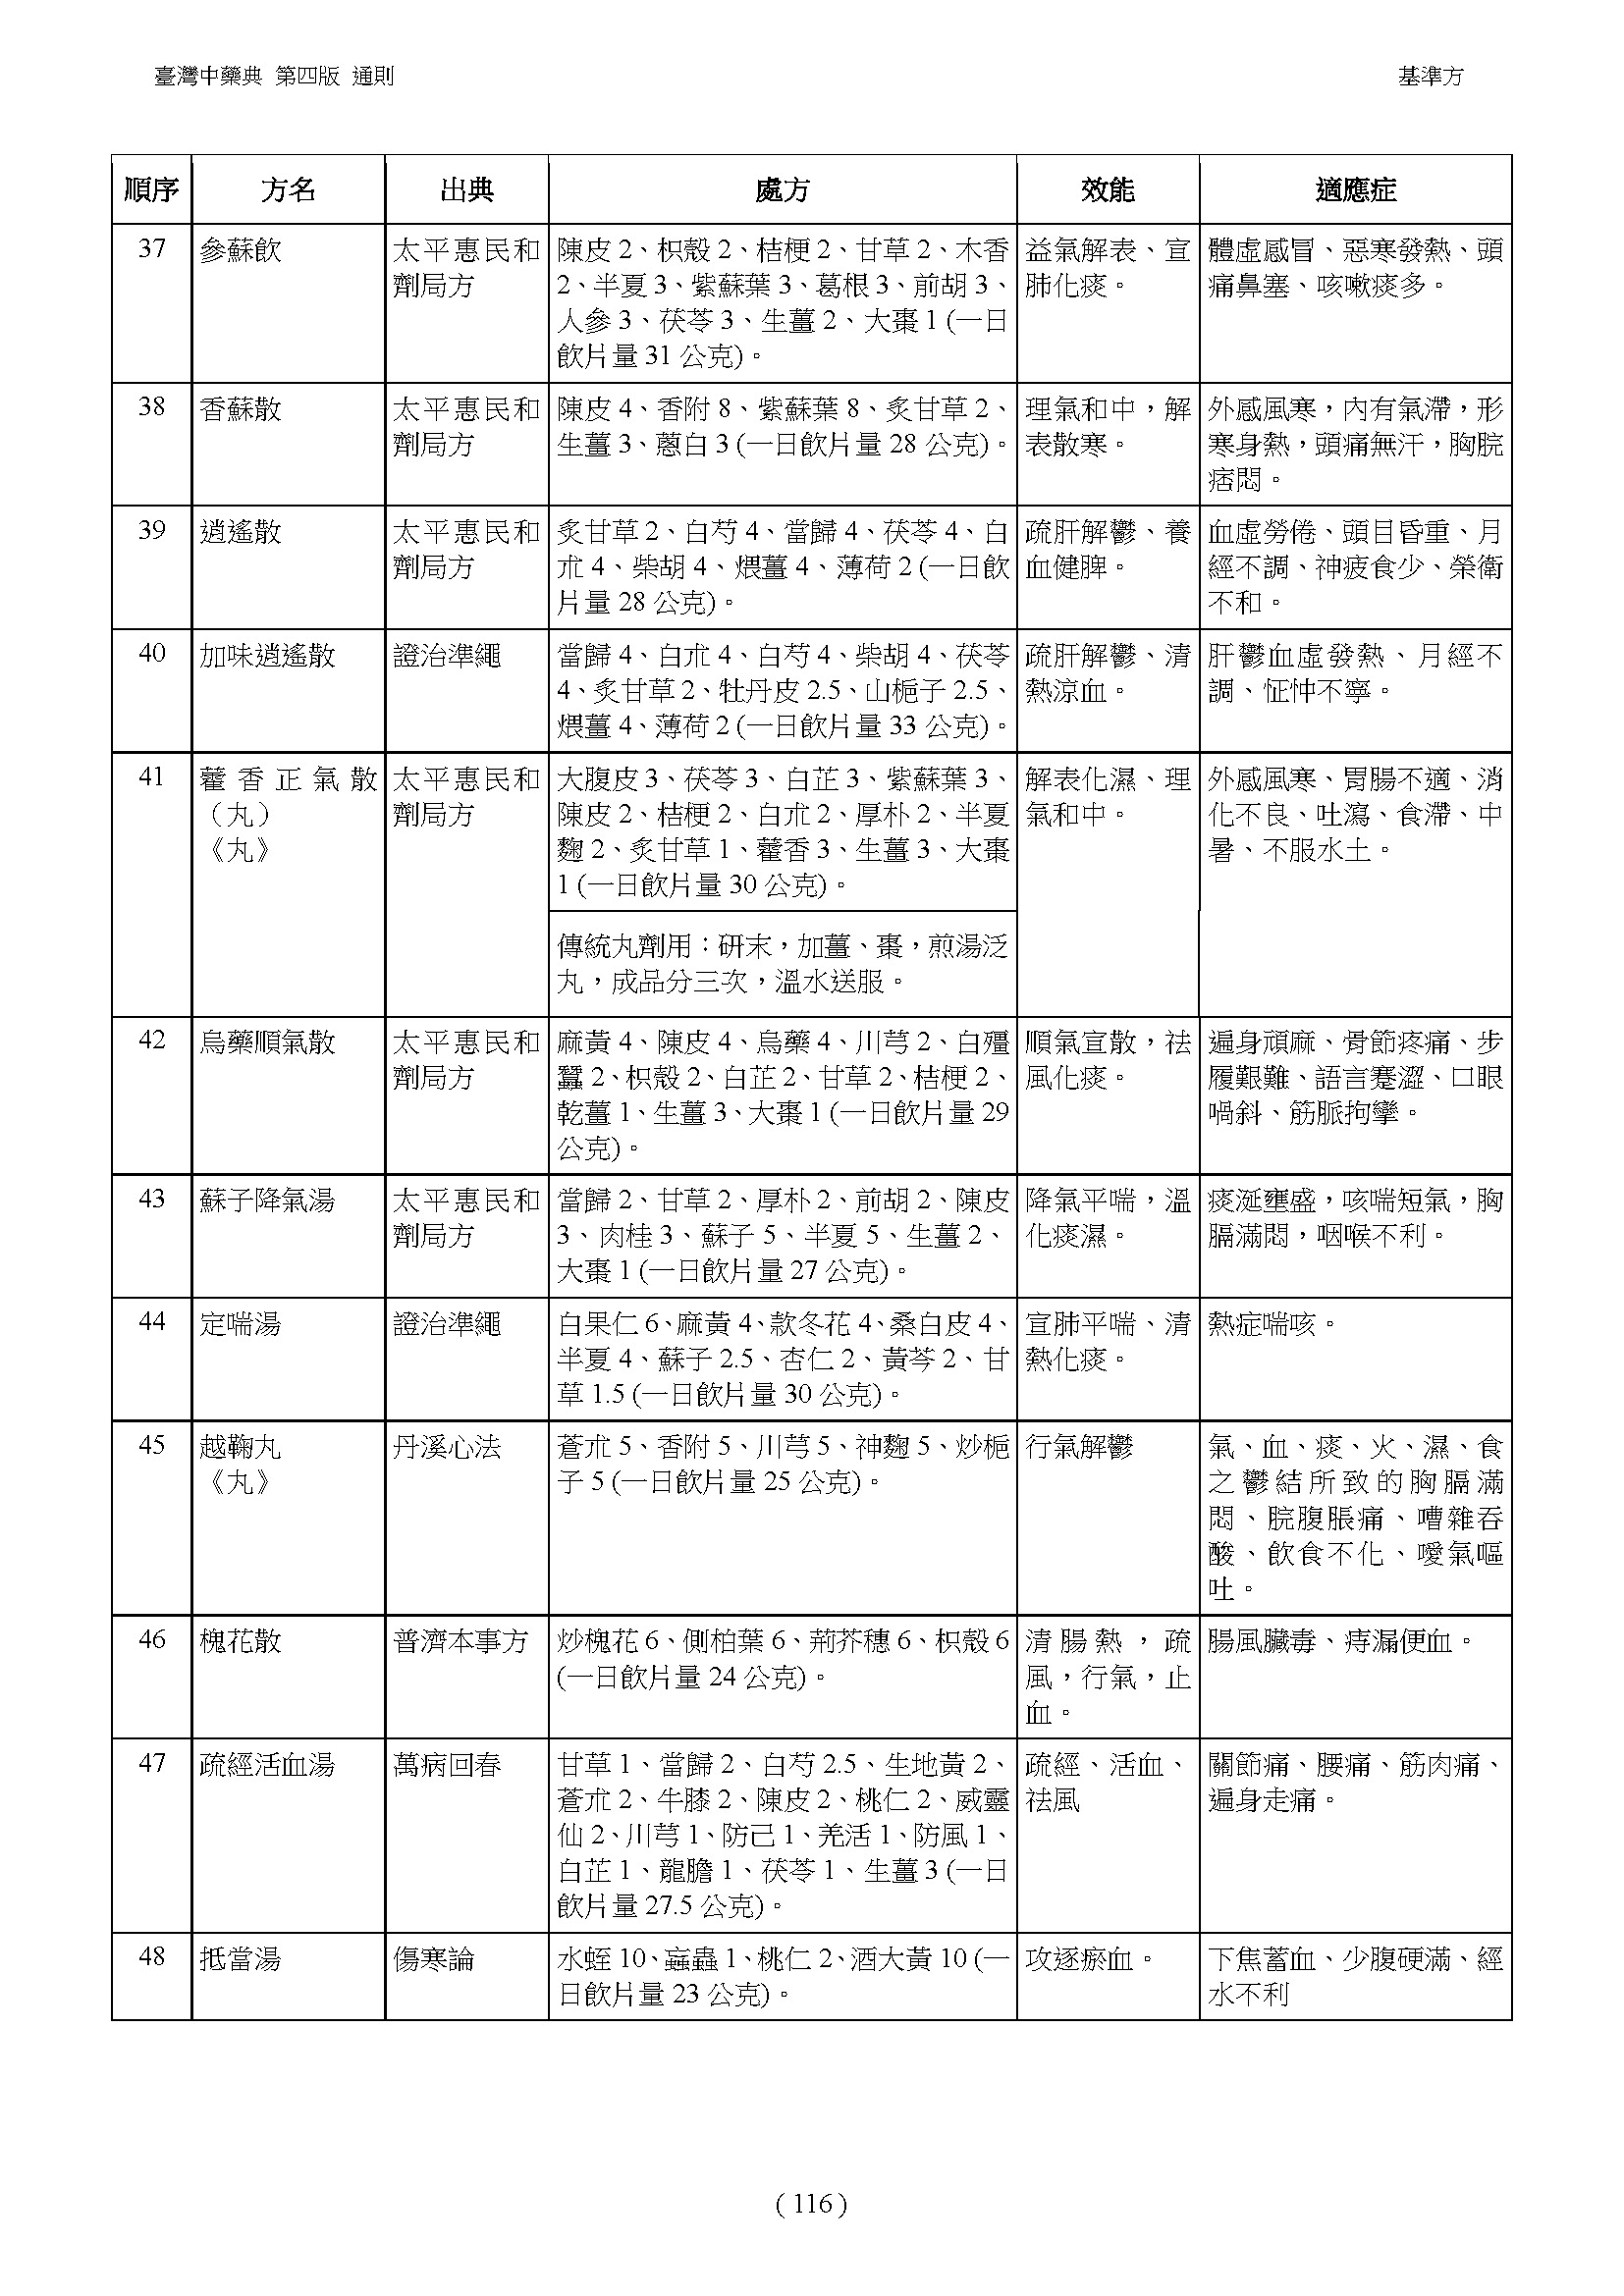 臺灣中藥典 第四版 通則
基準方
順序 方名 出典 處方 效能 適應症
37
參蘇飲
太平惠民和
劑局方
陳皮 2、枳殼 2、桔梗 2、甘草 2、木香
2、半夏 3、紫蘇葉 3、葛根 3、前胡 3、
人參 3、茯苓 3、生薑 2、大棗 1 (一日
飲片量 31 公克)。
益氣解表、宣
肺化痰。
體虛感冒、惡寒發熱、頭
痛鼻塞、咳嗽痰多。
38
香蘇散
太平惠民和
劑局方
陳皮 4、香附 8、紫蘇葉 8、炙甘草 2、
生薑 3、蔥白 3 (一日飲片量 28 公克)。
理氣和中，解
表散寒。
外感風寒，內有氣滯，形
寒身熱，頭痛無汗，胸脘
痞悶。
39
逍遙散
太平惠民和
劑局方
炙甘草 2、白芍 4、當歸 4、茯苓 4、白
朮 4、柴胡 4、煨薑 4、薄荷 2 (一日飲
片量 28 公克)。
疏肝解鬱、養
血健脾。
血虛勞倦、頭目昏重、月
經不調、神疲食少、榮衛
不和。
40
加味逍遙散
證治準繩
當歸 4、白朮 4、白芍 4、柴胡 4、茯苓
4、炙甘草 2、牡丹皮 2.5、山梔子 2.5、
煨薑 4、薄荷 2 (一日飲片量 33 公克)。
疏肝解鬱、清
熱涼血。
肝鬱血虛發熱、月經不
調、怔忡不寧。
41
藿香正氣散
（丸）
《丸》
太平惠民和
劑局方
大腹皮 3、茯苓 3、白芷 3、紫蘇葉 3、
陳皮 2、桔梗 2、白朮 2、厚朴 2、半夏
麴 2、炙甘草 1、藿香 3、生薑 3、大棗
1 (一日飲片量 30 公克)。
傳統丸劑用：研末，加薑、棗，煎湯泛
丸，成品分三次，溫水送服。
解表化濕、理
氣和中。
外感風寒、胃腸不適、消
化不良、吐瀉、食滯、中
暑、不服水土。
42
烏藥順氣散
太平惠民和
劑局方
麻黃 4、陳皮 4、烏藥 4、川芎 2、白殭
蠶 2、枳殼 2、白芷 2、甘草 2、桔梗 2、
乾薑 1、生薑 3、大棗 1 (一日飲片量 29
公克)。
順氣宣散，祛
風化痰。
遍身頑麻、骨節疼痛、步
履艱難、語言蹇澀、口眼
喎斜、筋脈拘攣。
43
蘇子降氣湯
太平惠民和
劑局方
當歸 2、甘草 2、厚朴 2、前胡 2、陳皮
3、肉桂 3、蘇子 5、半夏 5、生薑 2、
大棗 1 (一日飲片量 27 公克)。
降氣平喘，溫
化痰濕。
痰涎壅盛，咳喘短氣，胸
膈滿悶，咽喉不利。
44
定喘湯
證治準繩
白果仁 6、麻黃 4、款冬花 4、桑白皮 4、
半夏 4、蘇子 2.5、杏仁 2、黃芩 2、甘
草 1.5 (一日飲片量 30 公克)。
宣肺平喘、清
熱化痰。
熱症喘咳。
45
越鞠丸
《丸》
丹溪心法
蒼朮 5、香附 5、川芎 5、神麴 5、炒梔
子 5 (一日飲片量 25 公克)。
行氣解鬱
氣、血、痰、火、濕、食
之鬱結所致的胸膈滿
悶、脘腹脹痛、嘈雜吞
酸、飲食不化、噯氣嘔
吐。
46
槐花散
普濟本事方
炒槐花 6、側柏葉 6、荊芥穗 6、枳殼 6
(一日飲片量 24 公克)。
清腸熱，疏
風，行氣，止
血。
腸風臟毒、痔漏便血。
47
疏經活血湯
萬病回春
甘草 1、當歸 2、白芍 2.5、生地黃 2、
蒼朮 2、牛膝 2、陳皮 2、桃仁 2、威靈
仙 2、川芎 1、防己 1、羌活 1、防風 1、
白芷 1、龍膽 1、茯苓 1、生薑 3 (一日
飲片量 27.5 公克)。
疏經、活血、
祛風
關節痛、腰痛、筋肉痛、
遍身走痛。
48
抵當湯
傷寒論
水蛭 10、蝱蟲 1、桃仁 2、酒大黃 10 (一
日飲片量 23 公克)。
攻逐瘀血。
下焦蓄血、少腹硬滿、經
水不利
( 116 )